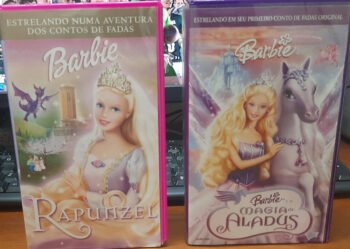 ESTRELANDO NUMA AVENTURA
DOS CONTOS DE FADAS
Barbie
RAPUNZEL
ESTRELANDO EM SEU PRIMEIRO CONTO DE FADAS ORIGINAL
Barbie
Barbie
MAGIA DE
ALADOS